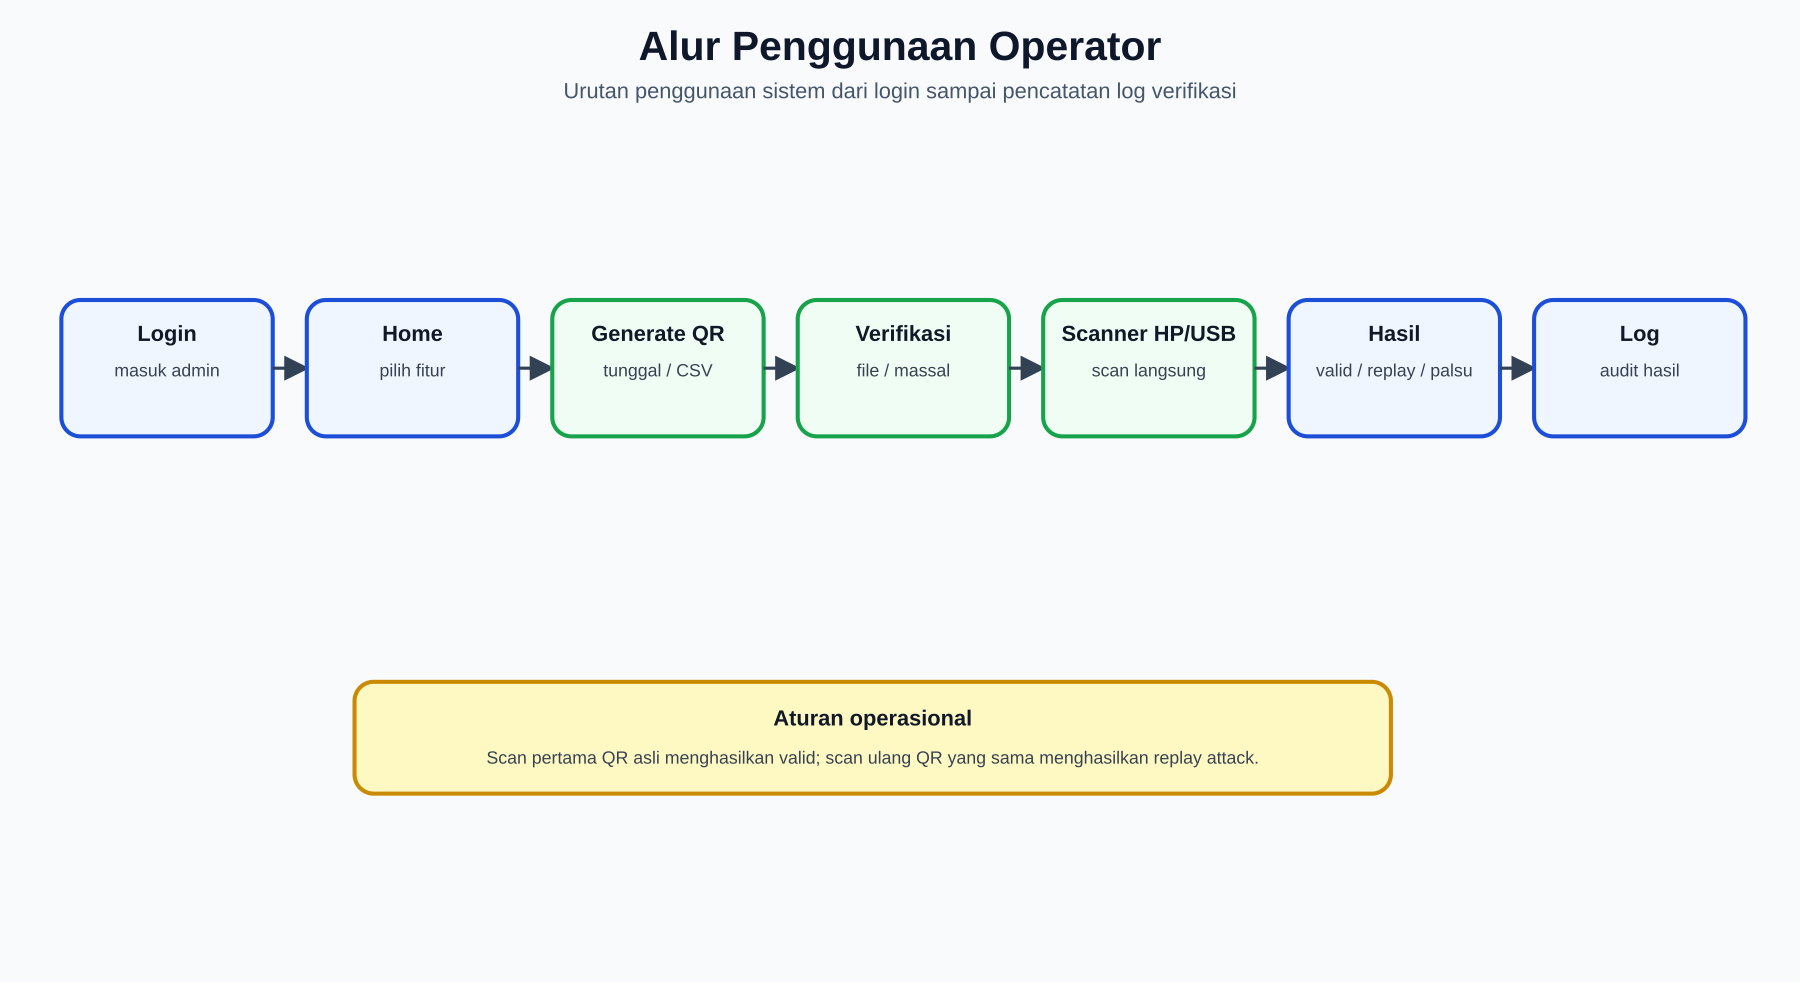 Alur Penggunaan Operator
Urutan penggunaan sistem dari login sampai pencatatan log verifikasi
Login
masuk admin
Home
pilih fitur
Generate QR
tunggal / CSV
Verifikasi
file / massal
Scanner HP/USB
scan langsung
Hasil
valid / replay / palsu
Log
audit hasil
Aturan operasional
Scan pertama QR asli menghasilkan valid; scan ulang QR yang sama menghasilkan replay attack.